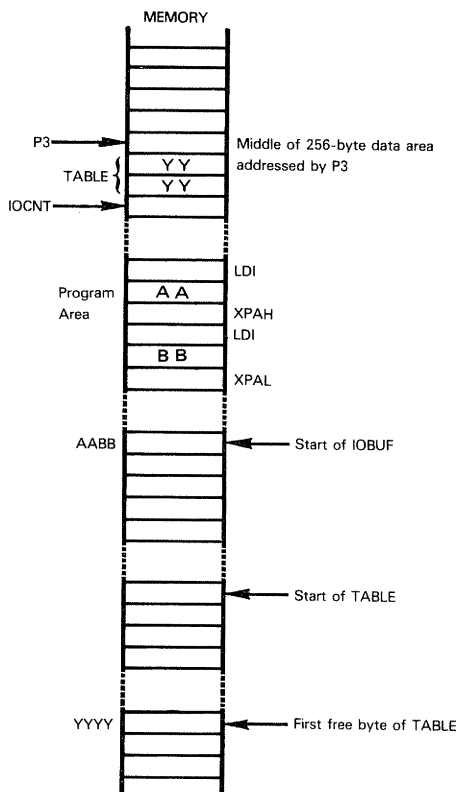 MEMORY
P3
Middle of 256-byte data area
addressed by P3
TABLE {
YY
YY
IOCNT
LDI
Program
Area
AA
XPAH
LDI
BB
XPAL
AABB
Start of IOBUF
Start of TABLE
YYYY
First free byte of TABLE